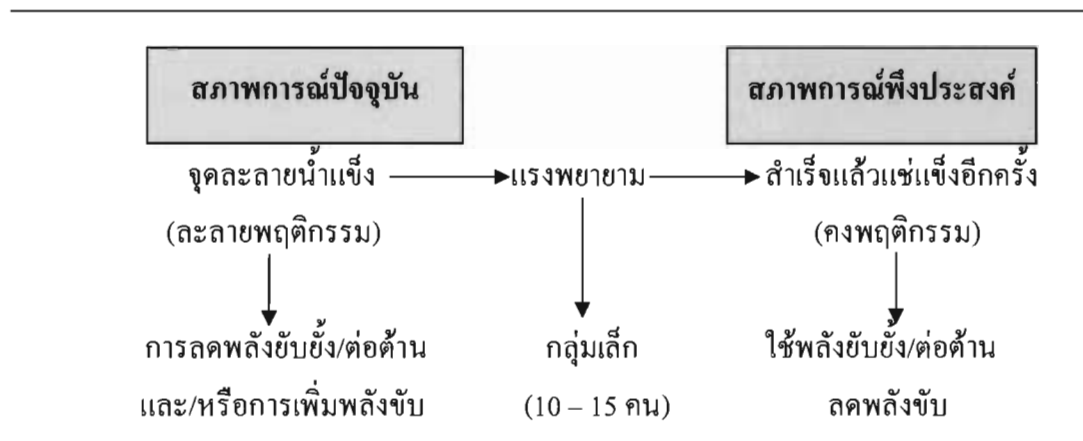 สภาพการณ์ปัจจุบัน สภาพการณ์พึงประสงค์
จุดละลายน้ำแข็ง แรงพยายาม สำเร็จแล้วแช่แข็งอีกครั้ง
(ละลายพฤติกรรม) (คงพฤติกรรม)
การลดพลังยับยั้ง/ต่อต้าน กลุ่มเล็ก ใช้พลังยับยั้ง/ต่อต้าน
และ/หรือการเพิ่มพลังขับ (10 – 15 คน) ลดพลังขับ